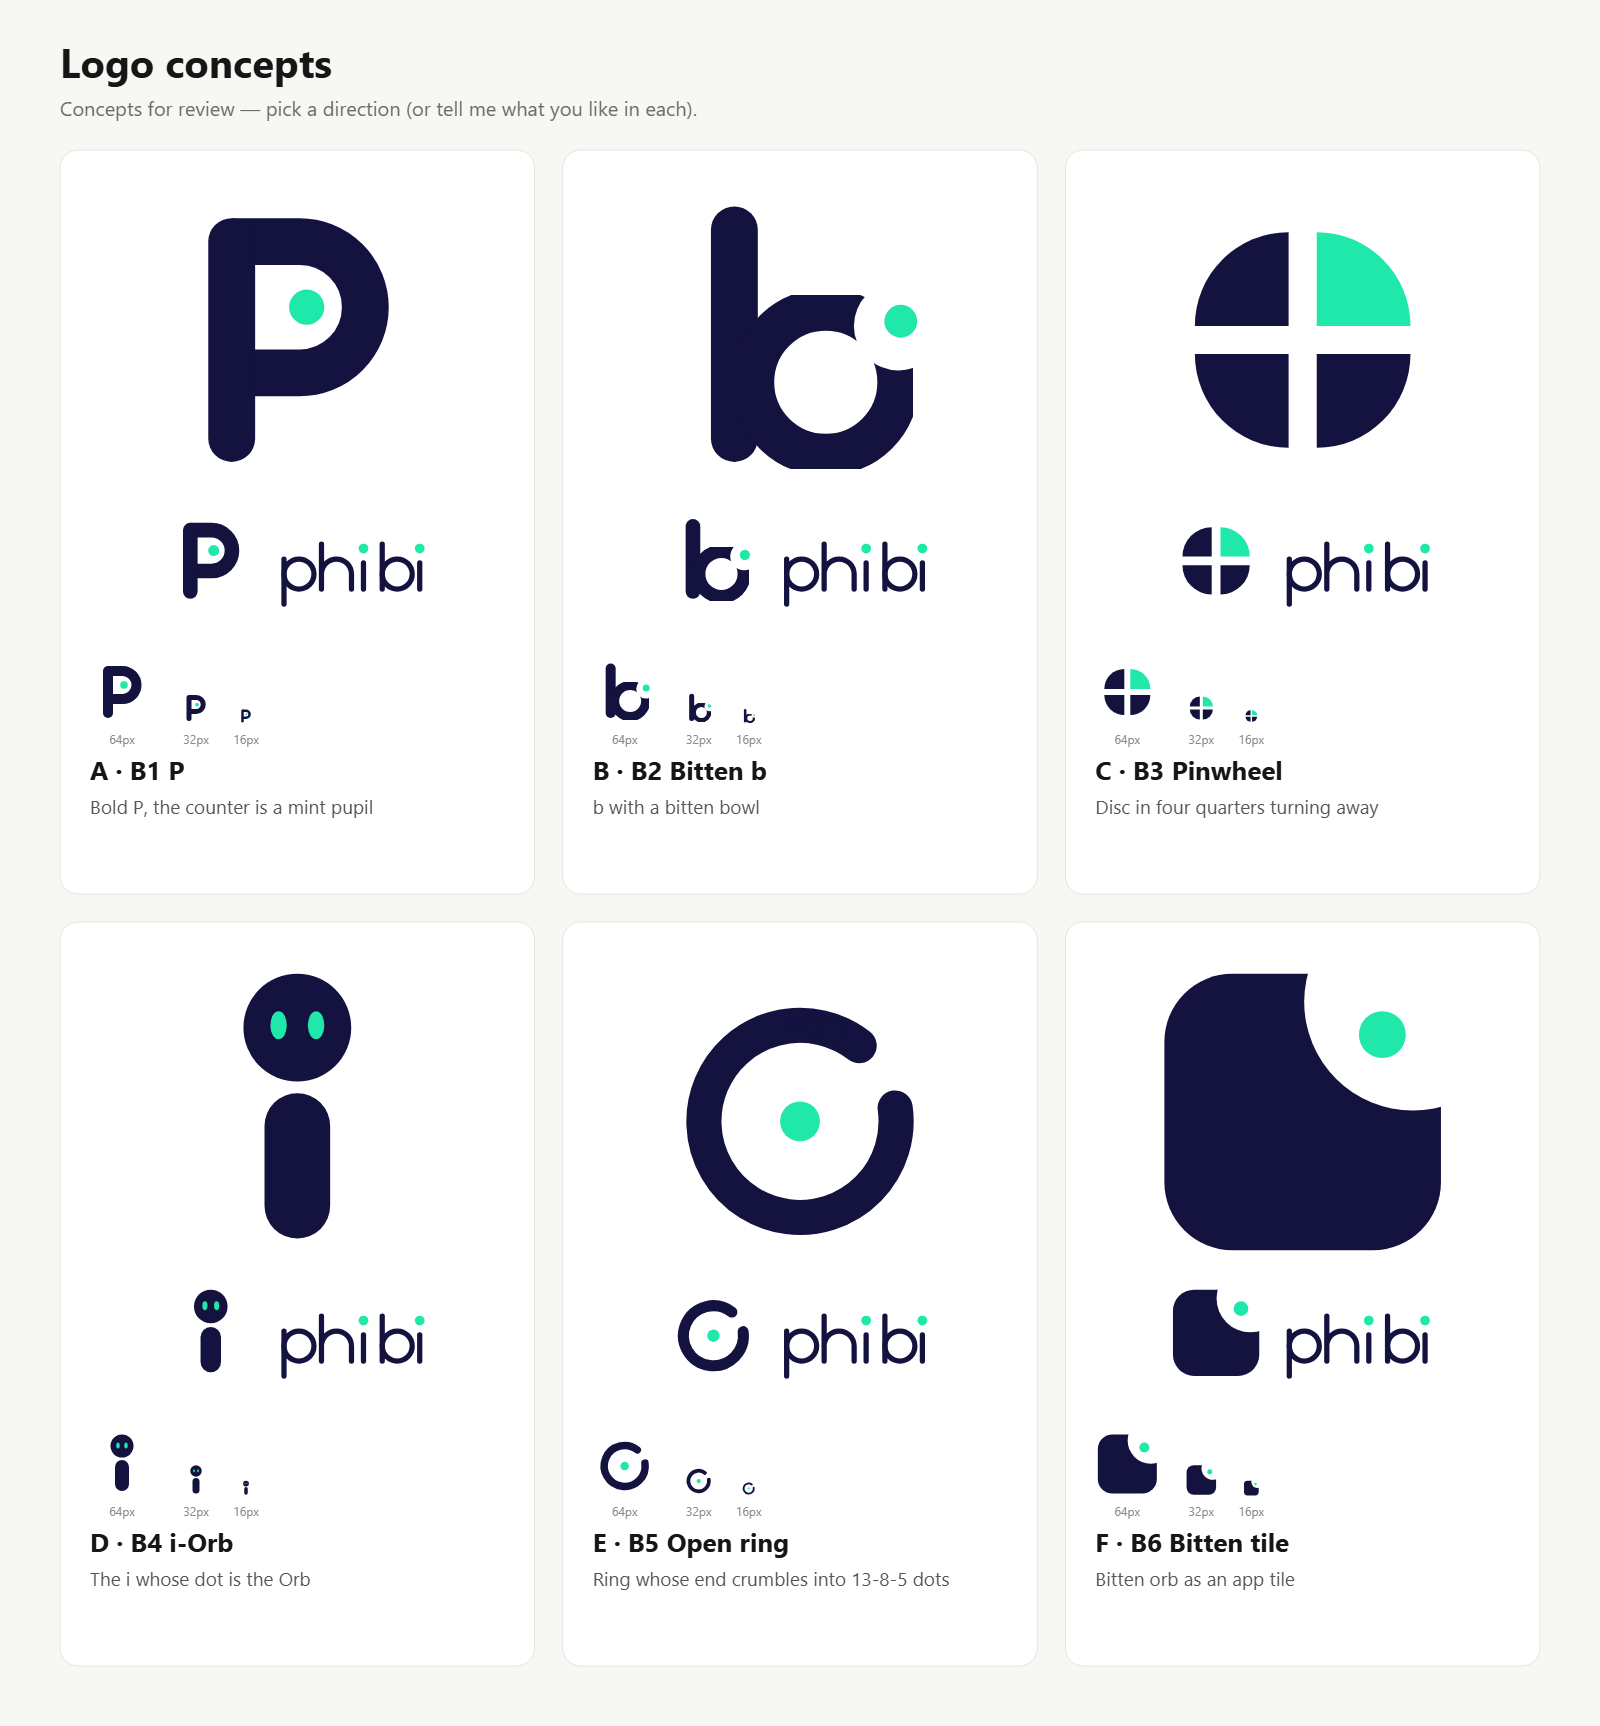 Logo concepts
Concepts for review — pick a direction (or tell me what you like in each).
phibi
64px 32px 16px
A · B1 P
Bold P, the counter is a mint pupil
phibi
64px 32px 16px
B · B2 Bitten b
b with a bitten bowl
phibi
64px 32px 16px
C · B3 Pinwheel
Disc in four quarters turning away
phibi
64px 32px 16px
D · B4 i-Orb
The i whose dot is the Orb
phibi
64px 32px 16px
E · B5 Open ring
Ring whose end crumbles into 13-8-5 dots
phibi
64px 32px 16px
F · B6 Bitten tile
Bitten orb as an app tile